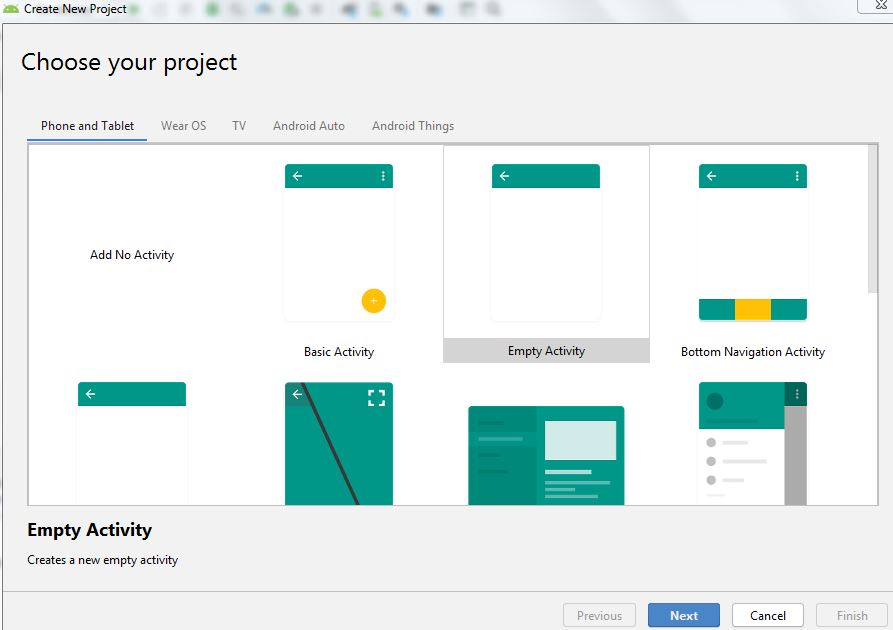 Create New Project
Choose your project
Phone and Tablet Wear OS TV Android Auto Android Things
Add No Activity
Basic Activity
Empty Activity
Bottom Navigation Activity
Empty Activity
Creates a new empty activity
Previous Next Cancel Finish